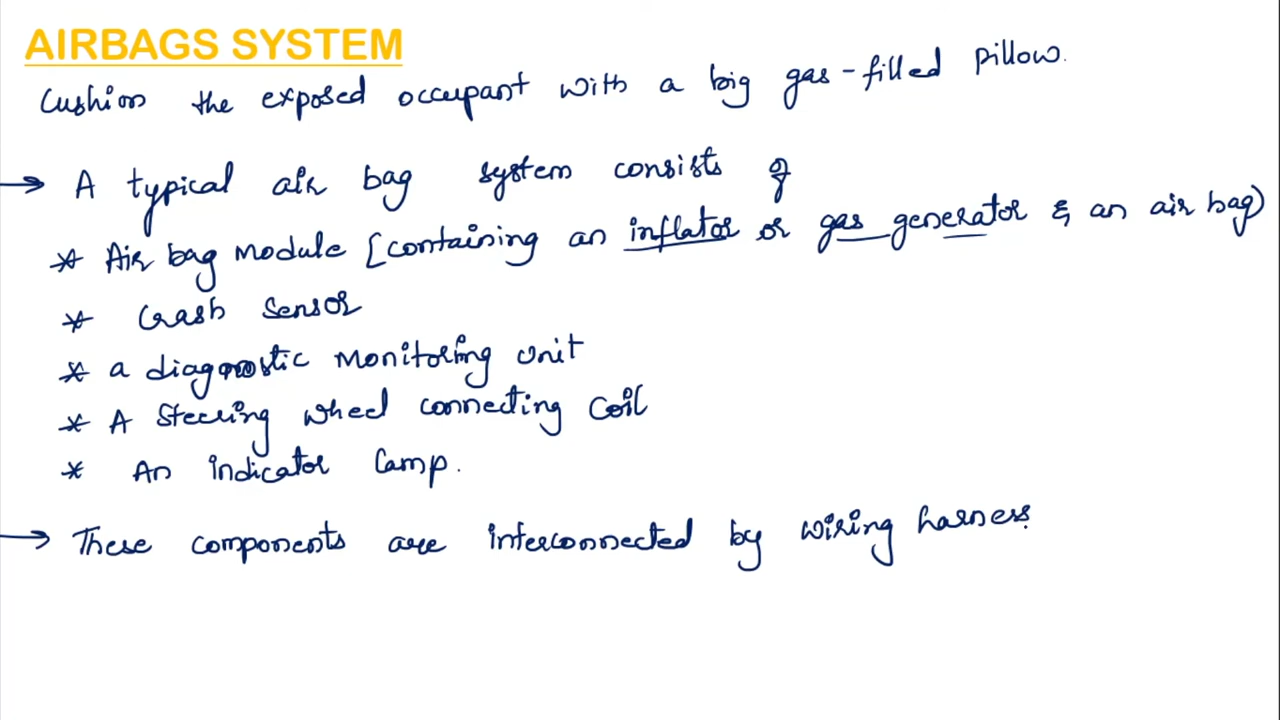 AIRBAGS SYSTEM
Cushion the exposed occupant with a big gas-filled pillow.
→ A typical air bag system consists of
* Air bag module [containing an inflator or gas generator & an air bag)
* Crash Sensor
* a diagnostic monitoring unit
* A Steering wheel connecting Coil
* An indicator lamp.
→ These components are interconnected by wiring harness.